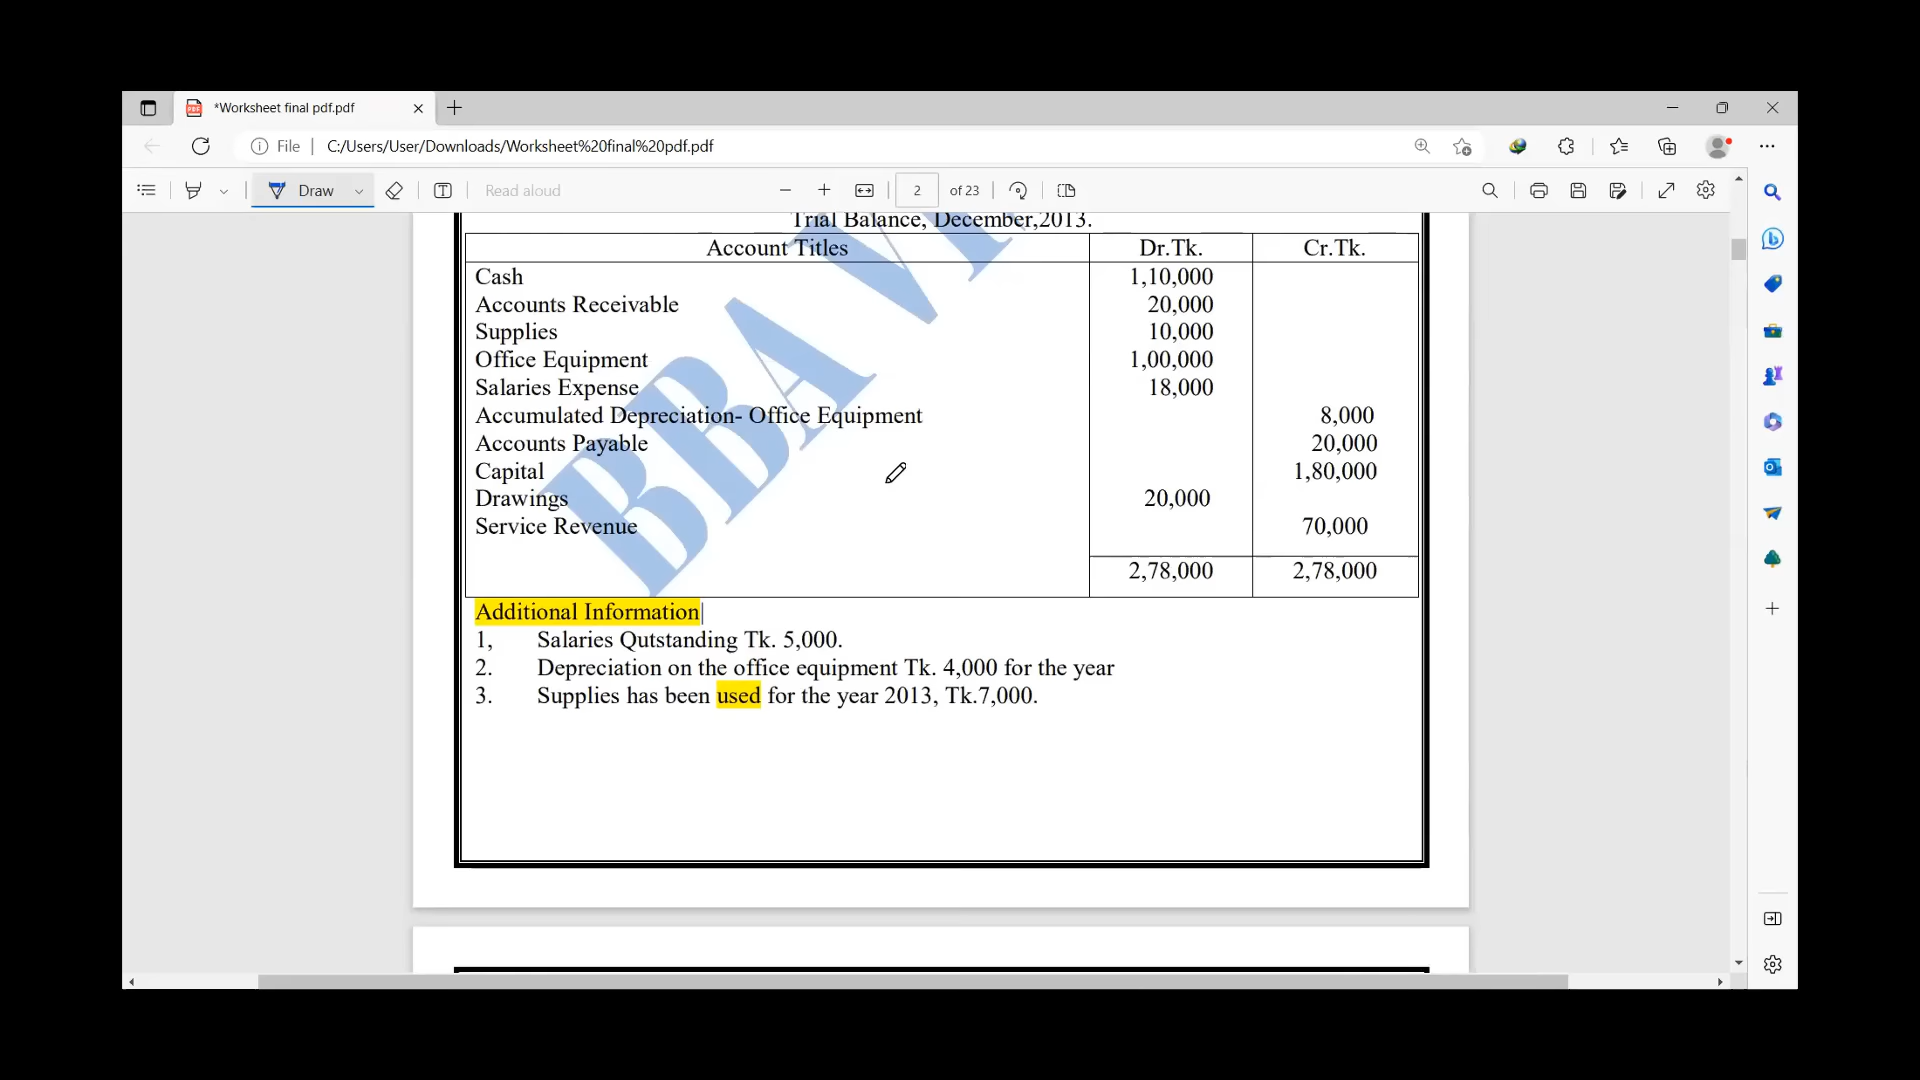 *Worksheet final pdf.pdf
File
C:/Users/User/Downloads/Worksheet%20final%20pdf.pdf
Draw
Read aloud
2 of 23
Trial Balance, December,2013.
Account Titles Dr.Tk. Cr.Tk.
Cash 1,10,000
Accounts Receivable 20,000
Supplies 10,000
Office Equipment 1,00,000
Salaries Expense 18,000
Accumulated Depreciation- Office Equipment 8,000
Accounts Payable 20,000
Capital 1,80,000
Drawings 20,000
Service Revenue 70,000
2,78,000 2,78,000
Additional Information
1, Salaries Qutstanding Tk. 5,000.
2. Depreciation on the office equipment Tk. 4,000 for the year
3. Supplies has been used for the year 2013, Tk.7,000.
BBA